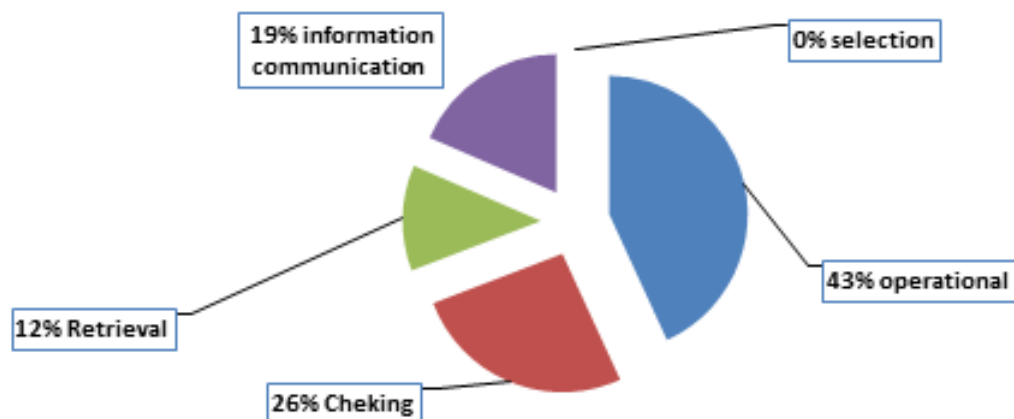 19% information
communication
0% selection
43% operational
12% Retrieval
26% Cheking